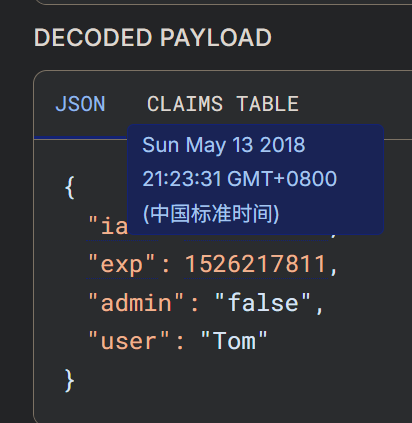 DECODED PAYLOAD
JSON CLAIMS TABLE
Sun May 13 2018
21:23:31 GMT+0800
(中国标准时间)
{
"ia
"exp": 1526217811,
"admin": "false",
"user": "Tom"
}